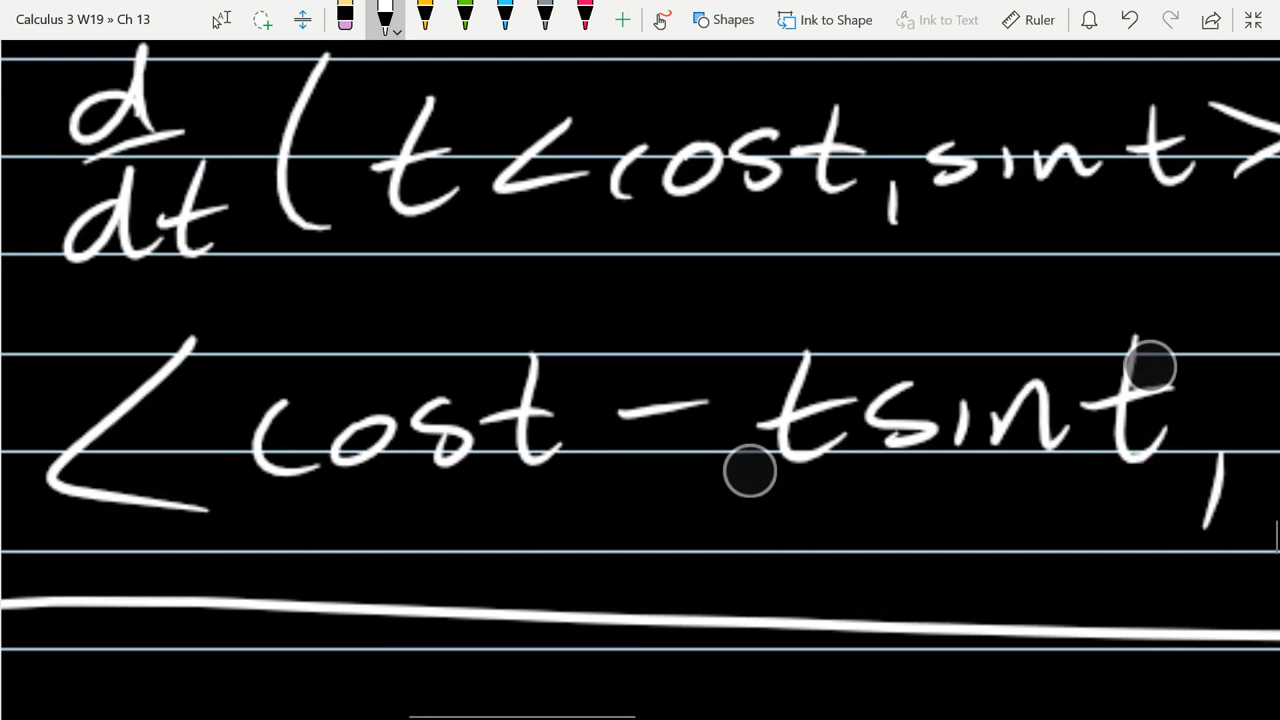 Calculus 3 W19 » Ch 13
Shapes
Ink to Shape
Ink to Text
Ruler
d/dt (t<cost, sint>
<cost - tsint,